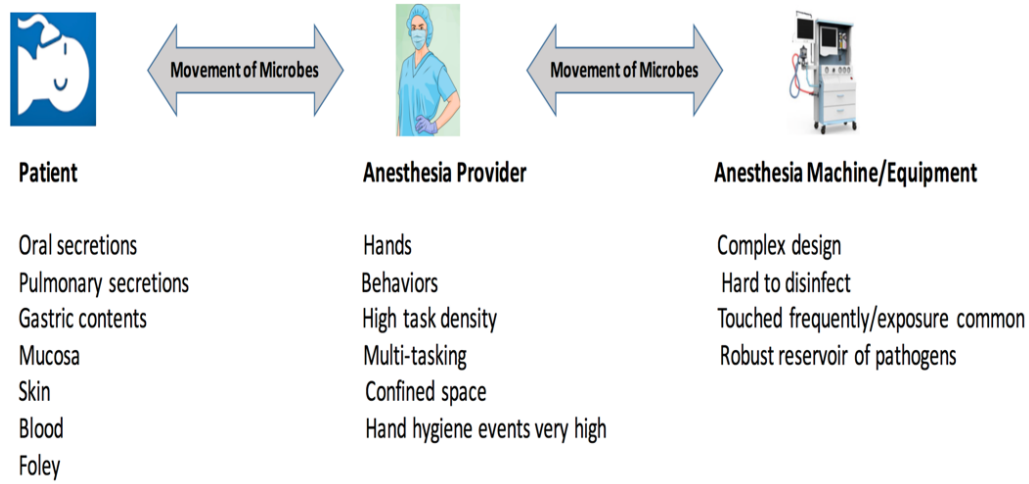 Movement of Microbes
Movement of Microbes
Patient
Oral secretions
Pulmonary secretions
Gastric contents
Mucosa
Skin
Blood
Foley
Anesthesia Provider
Hands
Behaviors
High task density
Multi-tasking
Confined space
Hand hygiene events very high
Anesthesia Machine/Equipment
Complex design
Hard to disinfect
Touched frequently/exposure common
Robust reservoir of pathogens